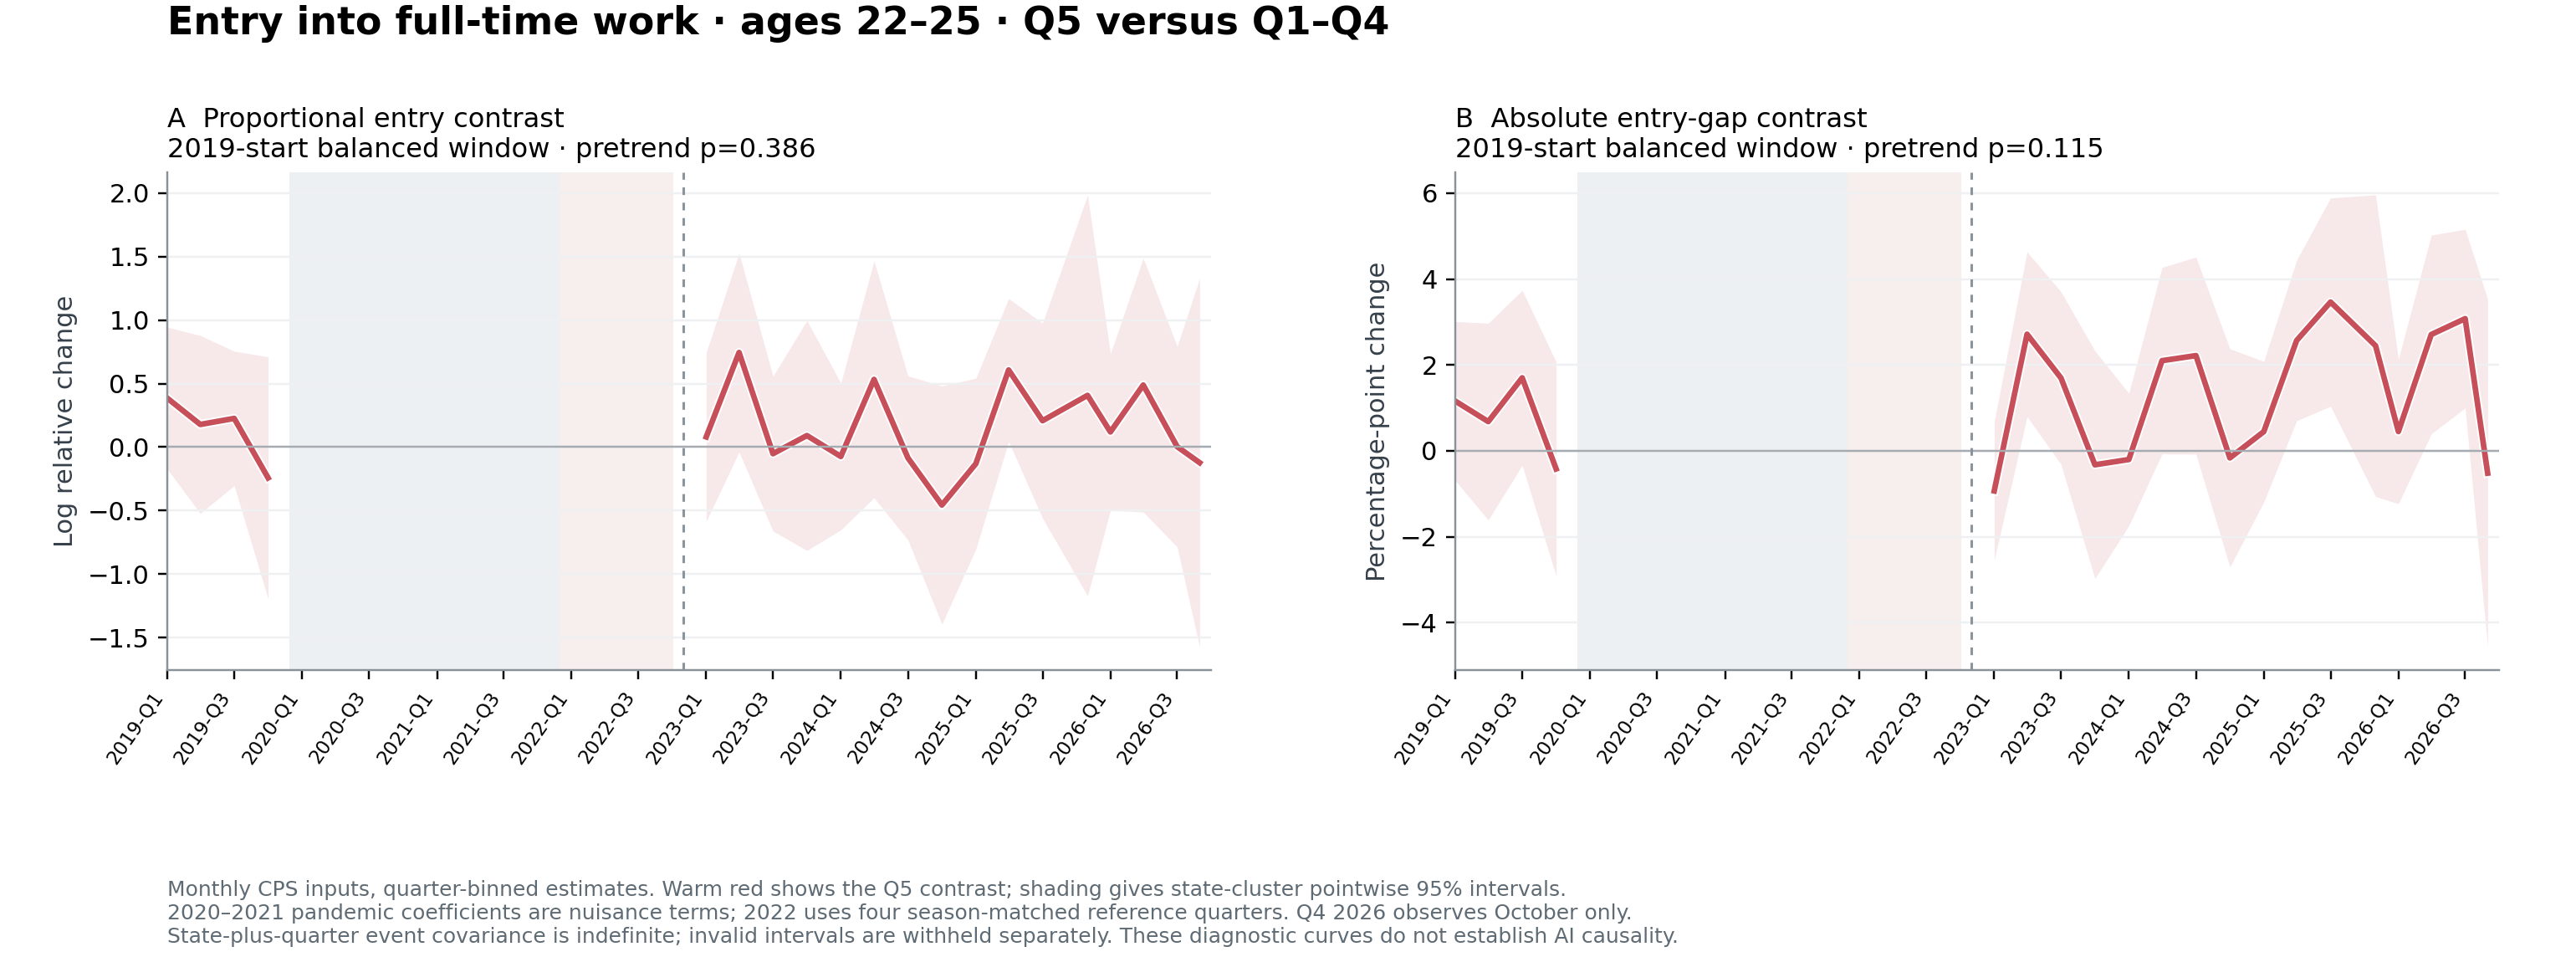 Entry into full-time work · ages 22–25 · Q5 versus Q1–Q4
A  Proportional entry contrast
2019-start balanced window · pretrend p=0.386
Log relative change
2.0
1.5
1.0
0.5
0.0
−0.5
−1.0
−1.5
2019-Q1
2019-Q3
2020-Q1
2020-Q3
2021-Q1
2021-Q3
2022-Q1
2022-Q3
2023-Q1
2023-Q3
2024-Q1
2024-Q3
2025-Q1
2025-Q3
2026-Q1
2026-Q3
B  Absolute entry-gap contrast
2019-start balanced window · pretrend p=0.115
Percentage-point change
6
4
2
0
−2
−4
2019-Q1
2019-Q3
2020-Q1
2020-Q3
2021-Q1
2021-Q3
2022-Q1
2022-Q3
2023-Q1
2023-Q3
2024-Q1
2024-Q3
2025-Q1
2025-Q3
2026-Q1
2026-Q3
Monthly CPS inputs, quarter-binned estimates. Warm red shows the Q5 contrast; shading gives state-cluster pointwise 95% intervals.
2020–2021 pandemic coefficients are nuisance terms; 2022 uses four season-matched reference quarters. Q4 2026 observes October only.
State-plus-quarter event covariance is indefinite; invalid intervals are withheld separately. These diagnostic curves do not establish AI causality.